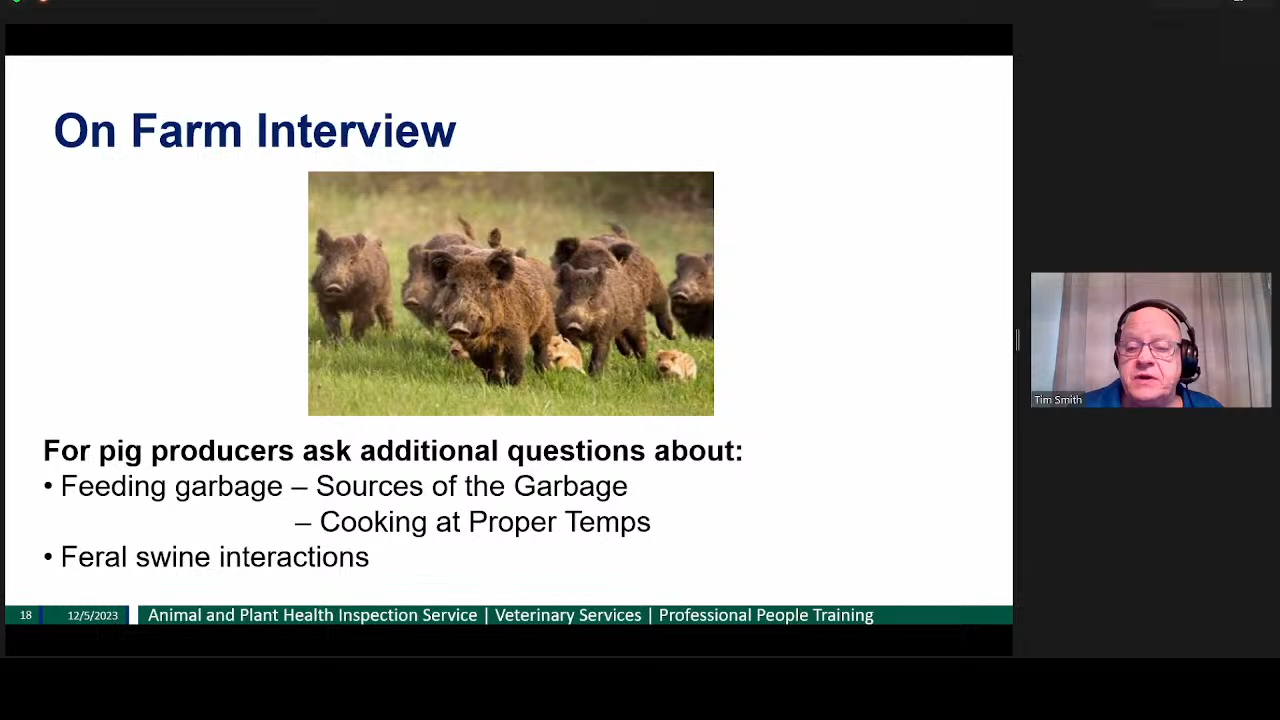 On Farm Interview
For pig producers ask additional questions about:
• Feeding garbage – Sources of the Garbage
– Cooking at Proper Temps
• Feral swine interactions
18 12/5/2023 Animal and Plant Health Inspection Service | Veterinary Services | Professional People Training
Tim Smith